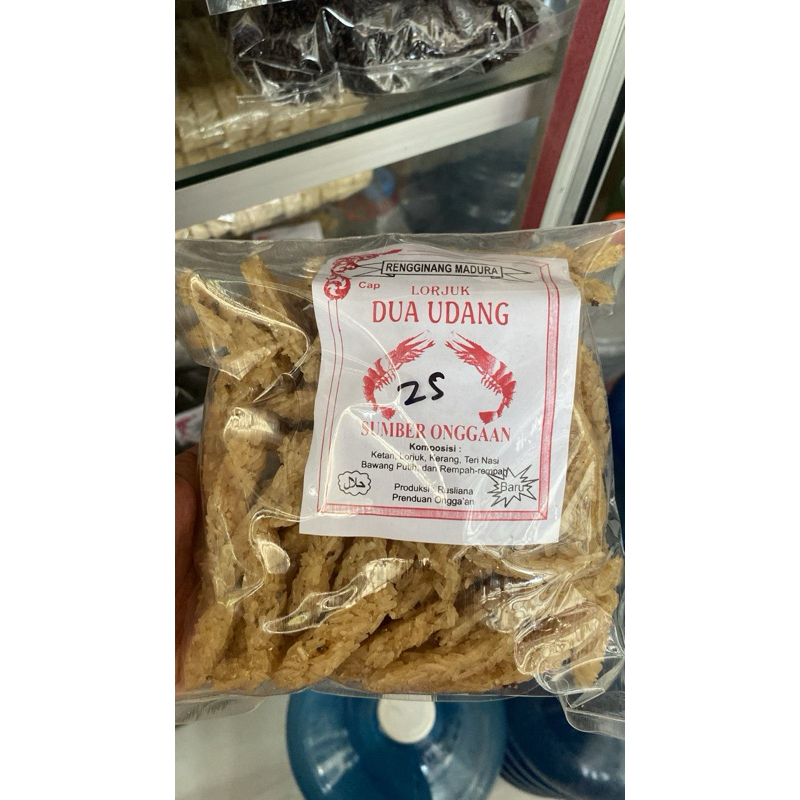 RENGGINANG MADURA
Cap
LORJUK
DUA UDANG
25
SUMBER ONGGAAN
Komposisi :
Ketan, Lorjuk, Kerang, Teri Nasi
Bawang Putih, dan Rempah-rempah
حلال
Produksi: Rusliana
Prenduan Ongga'an
Baru